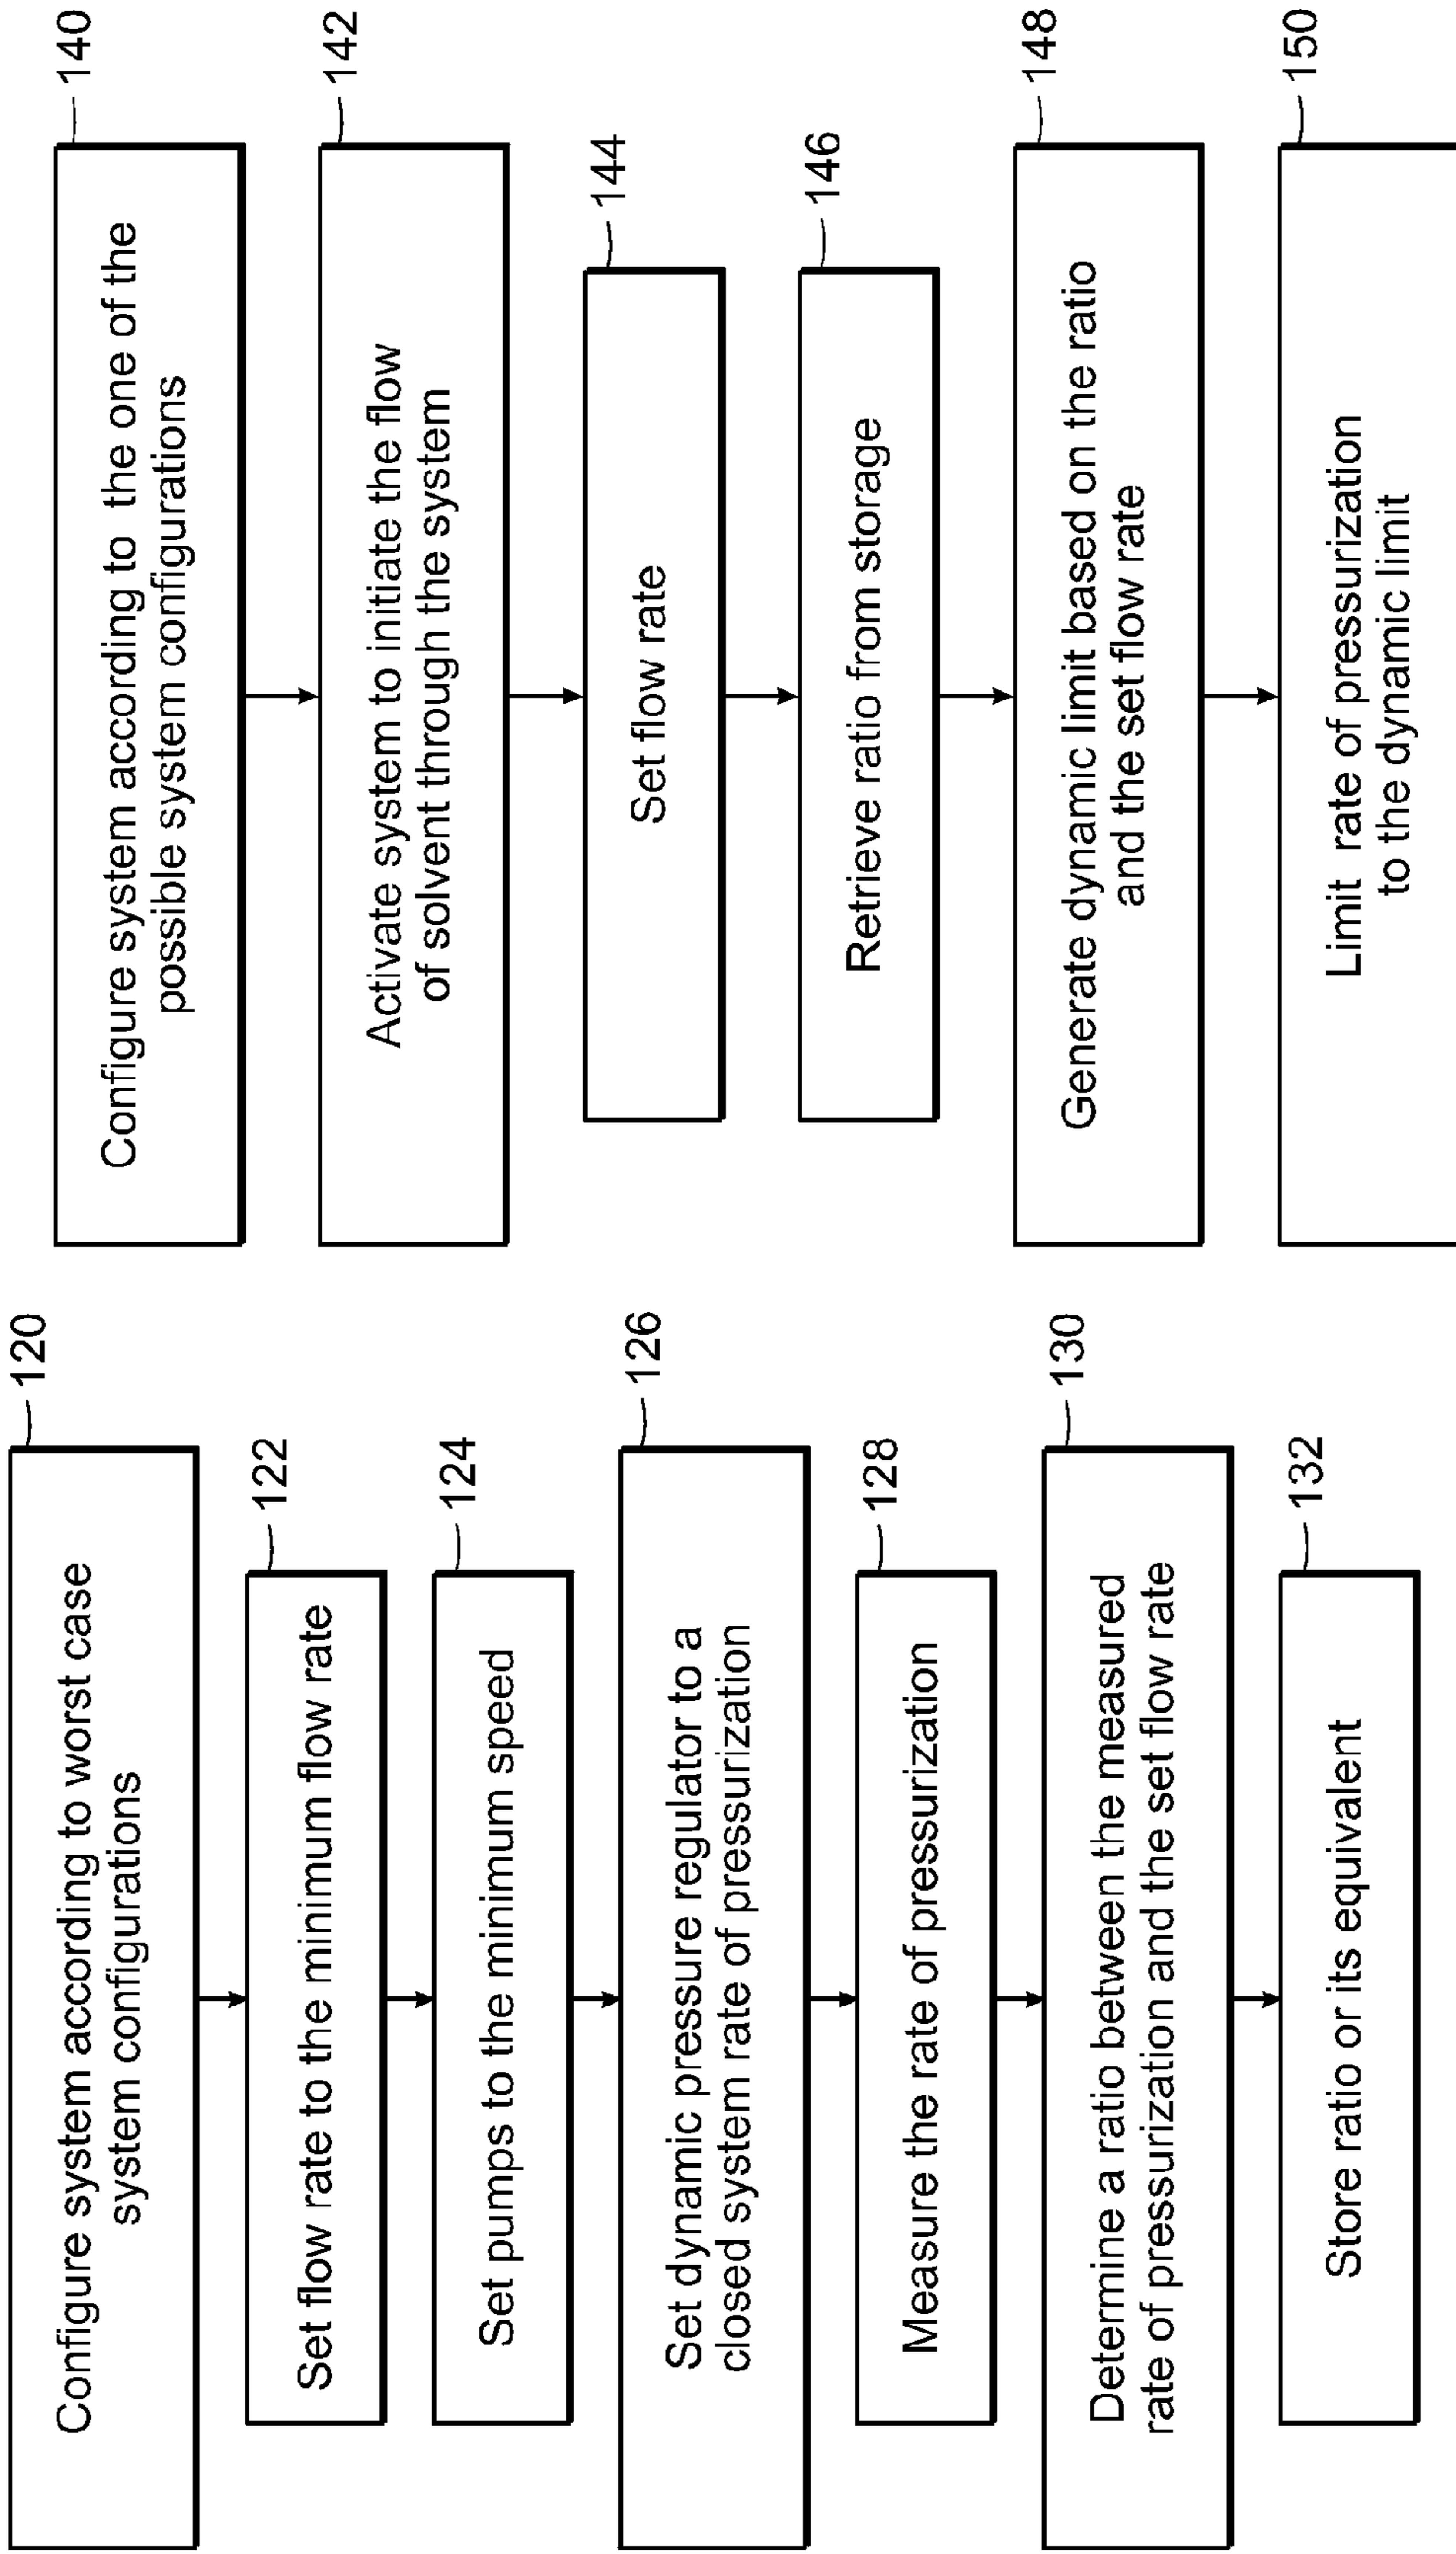 120
Configure system according to worst case
system configurations
122
Set flow rate to the minimum flow rate
124
Set pumps to the minimum speed
126
Set dynamic pressure regulator to a
closed system rate of pressurization
128
Measure the rate of pressurization
130
Determine a ratio between the measured
rate of pressurization and the set flow rate
132
Store ratio or its equivalent
140
Configure system according to the one of the
possible system configurations
142
Activate system to initiate the flow
of solvent through the system
144
Set flow rate
146
Retrieve ratio from storage
148
Generate dynamic limit based on the ratio
and the set flow rate
150
Limit rate of pressurization
to the dynamic limit